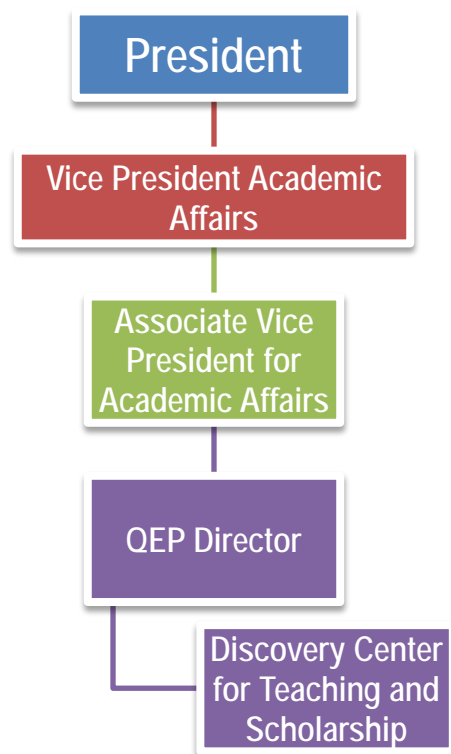 President
Vice President Academic
Affairs
Associate Vice
President for
Academic Affairs
QEP Director
Discovery Center
for Teaching and
Scholarship